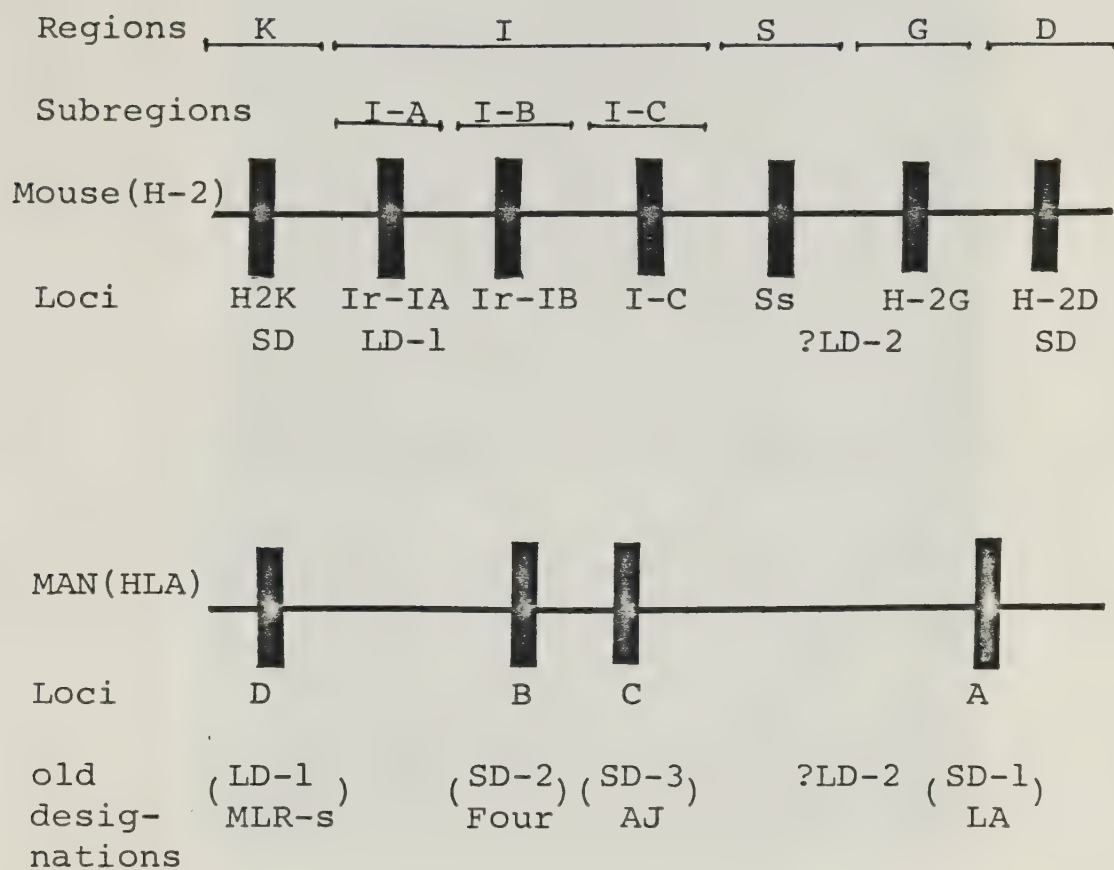 Regions K I S G D
Subregions I-A I-B I-C
Mouse(H-2)
Loci H2K Ir-IA Ir-IB I-C Ss H-2G H-2D
SD LD-1 ?LD-2 SD
MAN(HLA)
Loci D B C A
old (LD-1 (SD-2) (SD-3) ?LD-2 (SD-1)
desig- MLR-s) Four AJ LA
nations